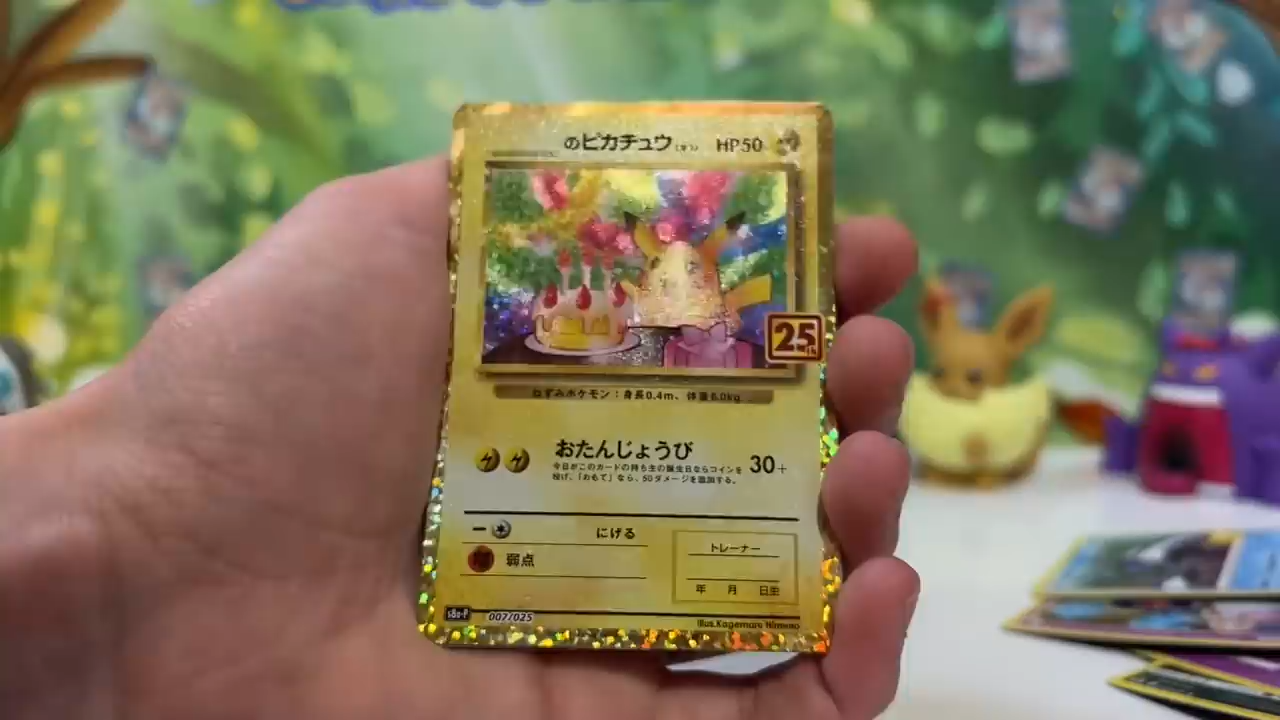 のピカチュウ HP50
25th
ねずみポケモン：身長0.4m、体重6.0kg
おたんじょうび 30+
今日がこのカードの持ち主の誕生日ならコインを
投げ、「おもて」なら、50ダメージを追加する。
にげる
弱点
トレーナー
年 月 日生
s8a-P 007/025
Illus.Kagemaru Himeno